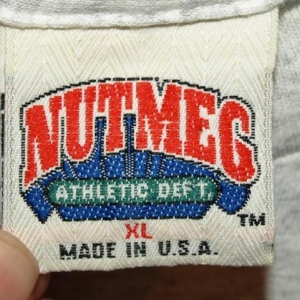 NUTMEG
ATHLETIC DEPT.
TM
XL
MADE IN U.S.A.